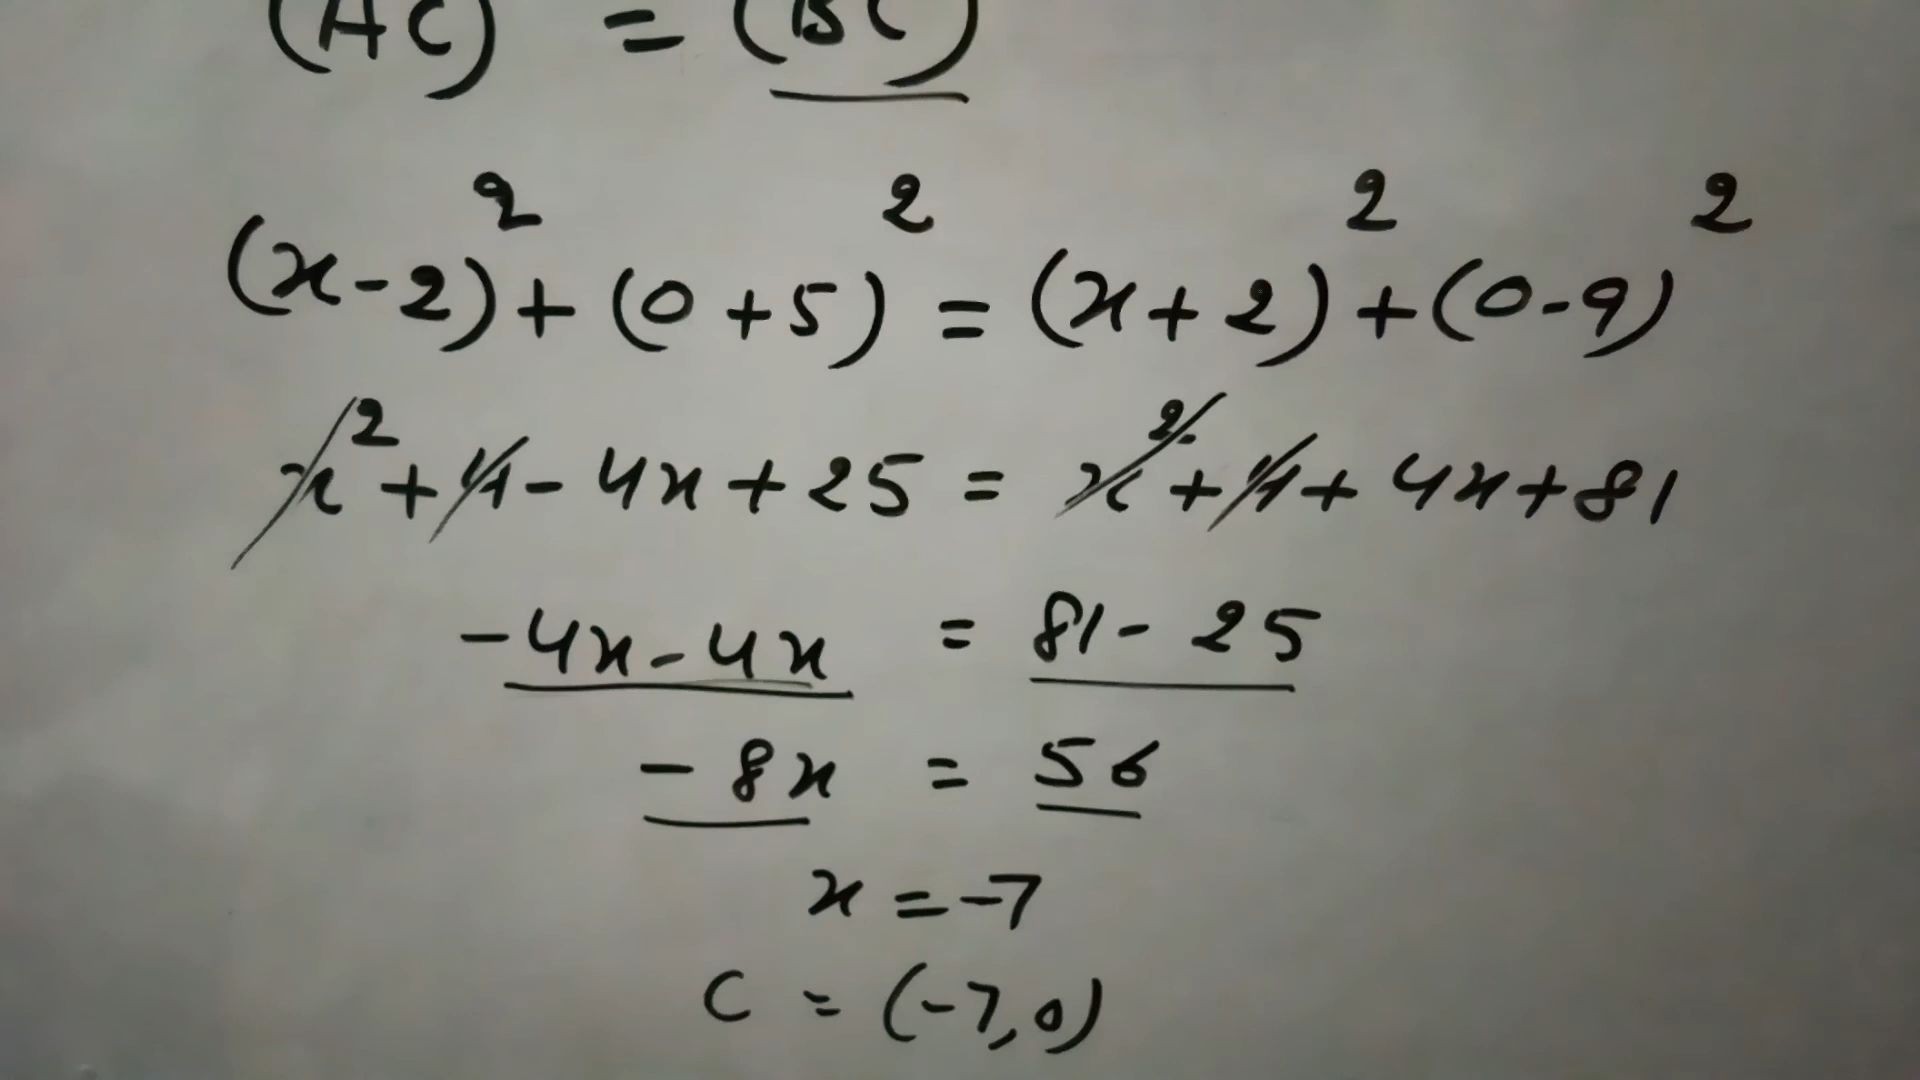 (AC) = (BC)
(x-2)² + (0+5)² = (x+2)² + (0-9)²
x² + 4 - 4x + 25 = x² + 4 + 4x + 81
-4x - 4x = 81 - 25
-8x = 56
x = -7
C = (-7,0)